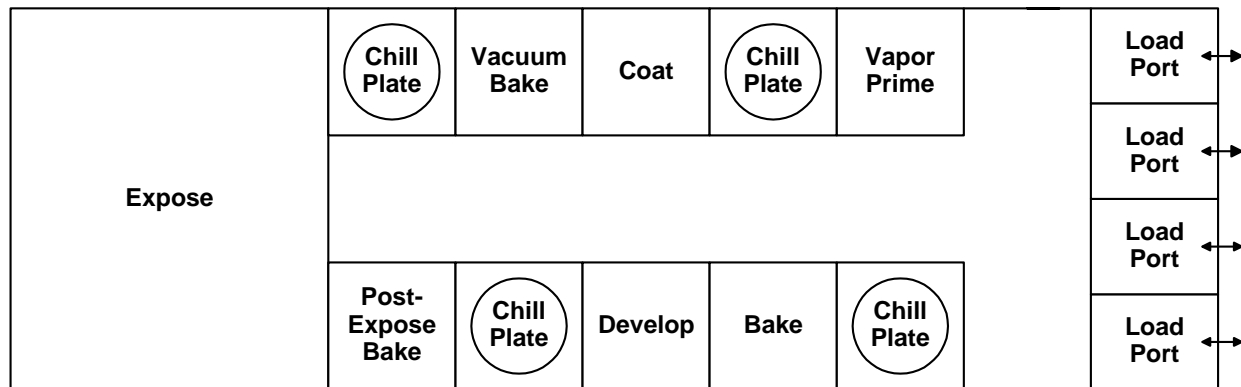 Chill
Plate
Vacuum
Bake
Coat
Chill
Plate
Vapor
Prime
Load
Port
Load
Port
Expose
Load
Port
Post-
Expose
Bake
Chill
Plate
Develop
Bake
Chill
Plate
Load
Port